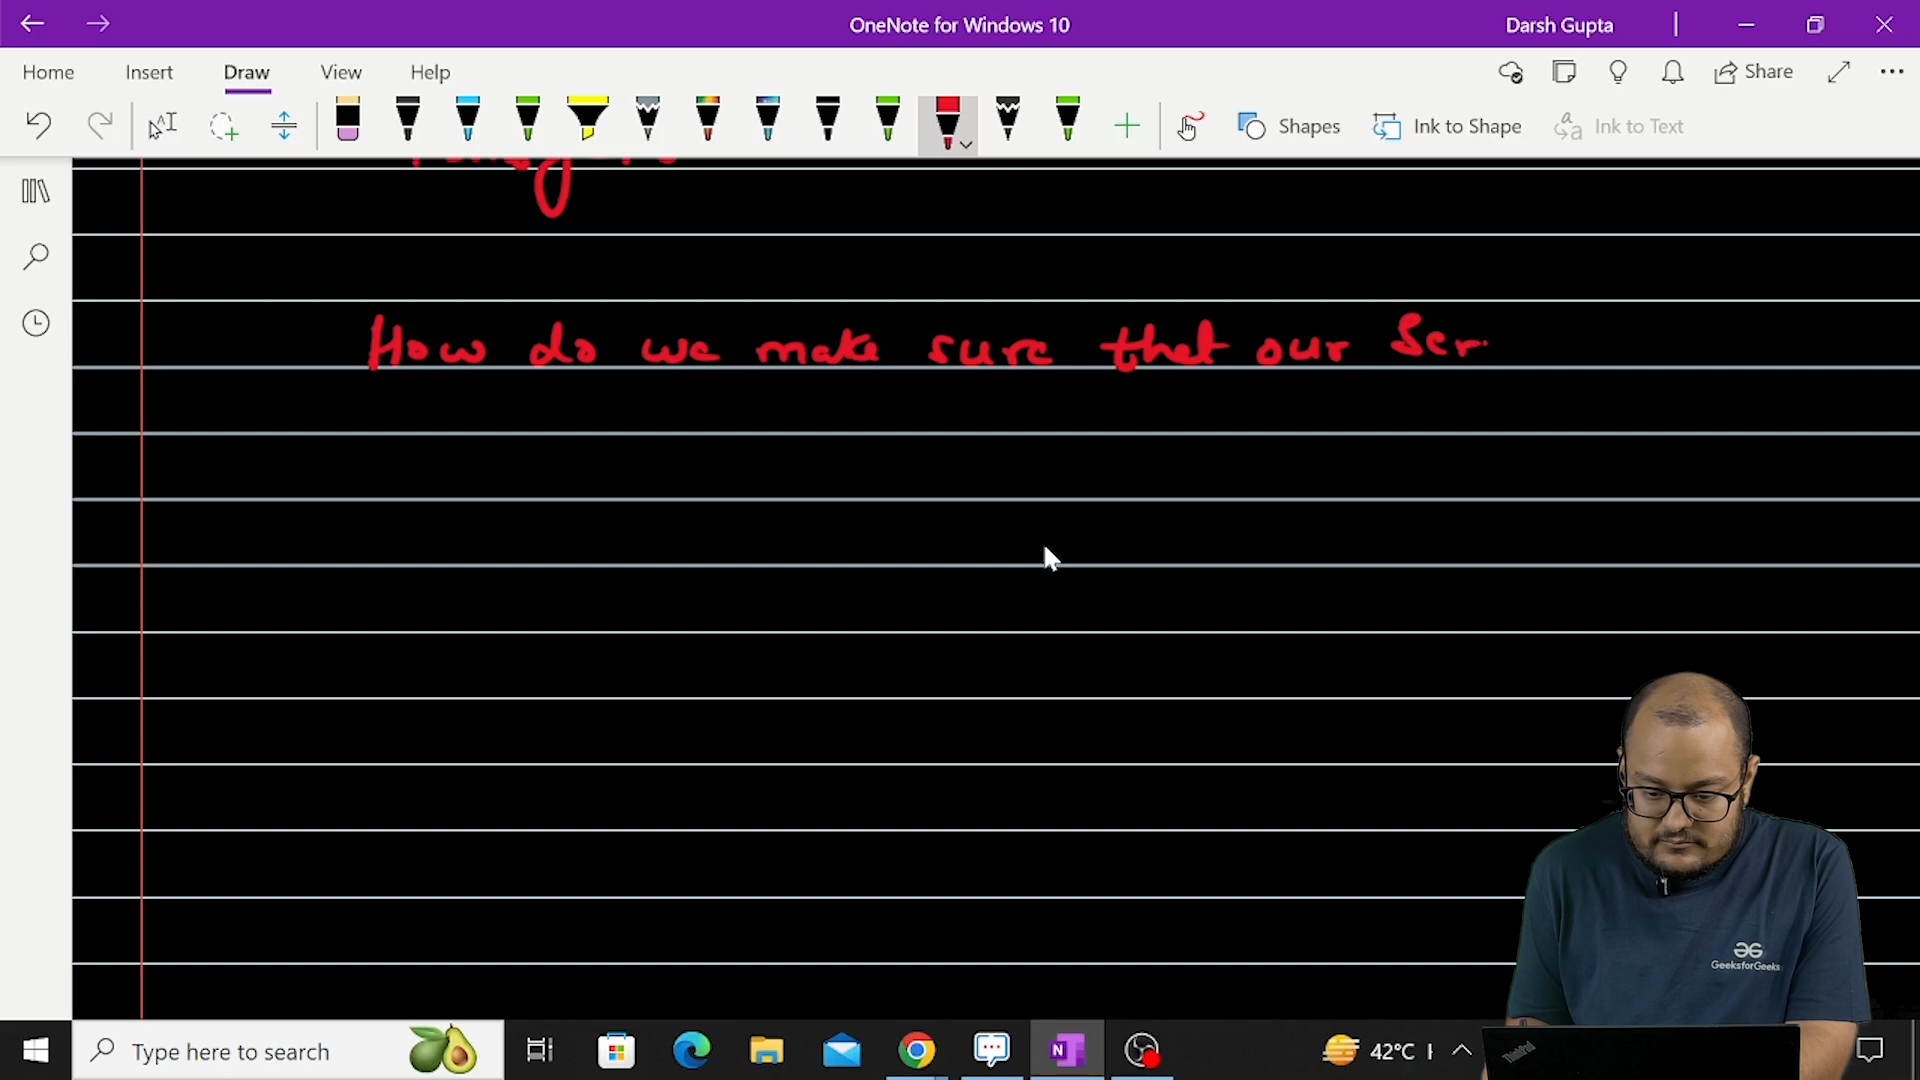 OneNote for Windows 10
Darsh Gupta
Home Insert Draw View Help
Share
Shapes Ink to Shape Ink to Text
How do we make sure that our Ser
GeeksforGeeks
ThinkPad
Type here to search
42°C